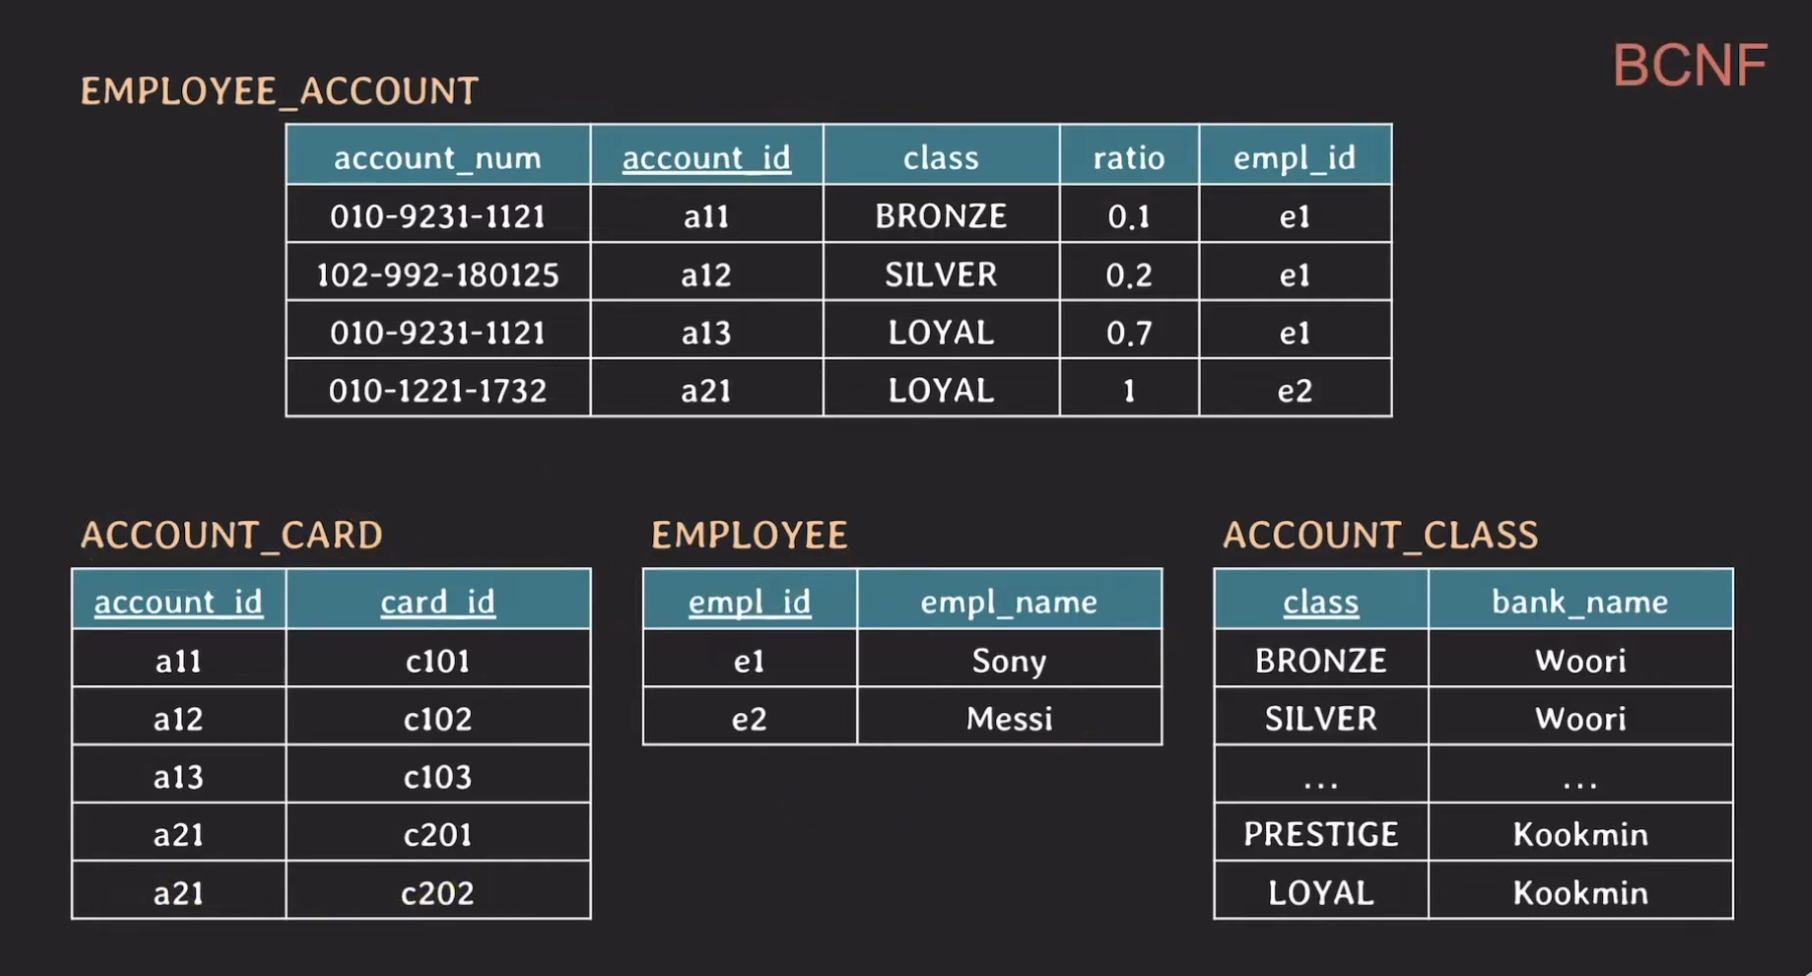 BCNF
EMPLOYEE_ACCOUNT
account_num account_id class ratio empl_id
010-9231-1121 a11 BRONZE 0.1 e1
102-992-180125 a12 SILVER 0.2 e1
010-9231-1121 a13 LOYAL 0.7 e1
010-1221-1732 a21 LOYAL 1 e2
ACCOUNT_CARD
account_id card_id
a11 c101
a12 c102
a13 c103
a21 c201
a21 c202
EMPLOYEE
empl_id empl_name
e1 Sony
e2 Messi
ACCOUNT_CLASS
class bank_name
BRONZE Woori
SILVER Woori
... ...
PRESTIGE Kookmin
LOYAL Kookmin